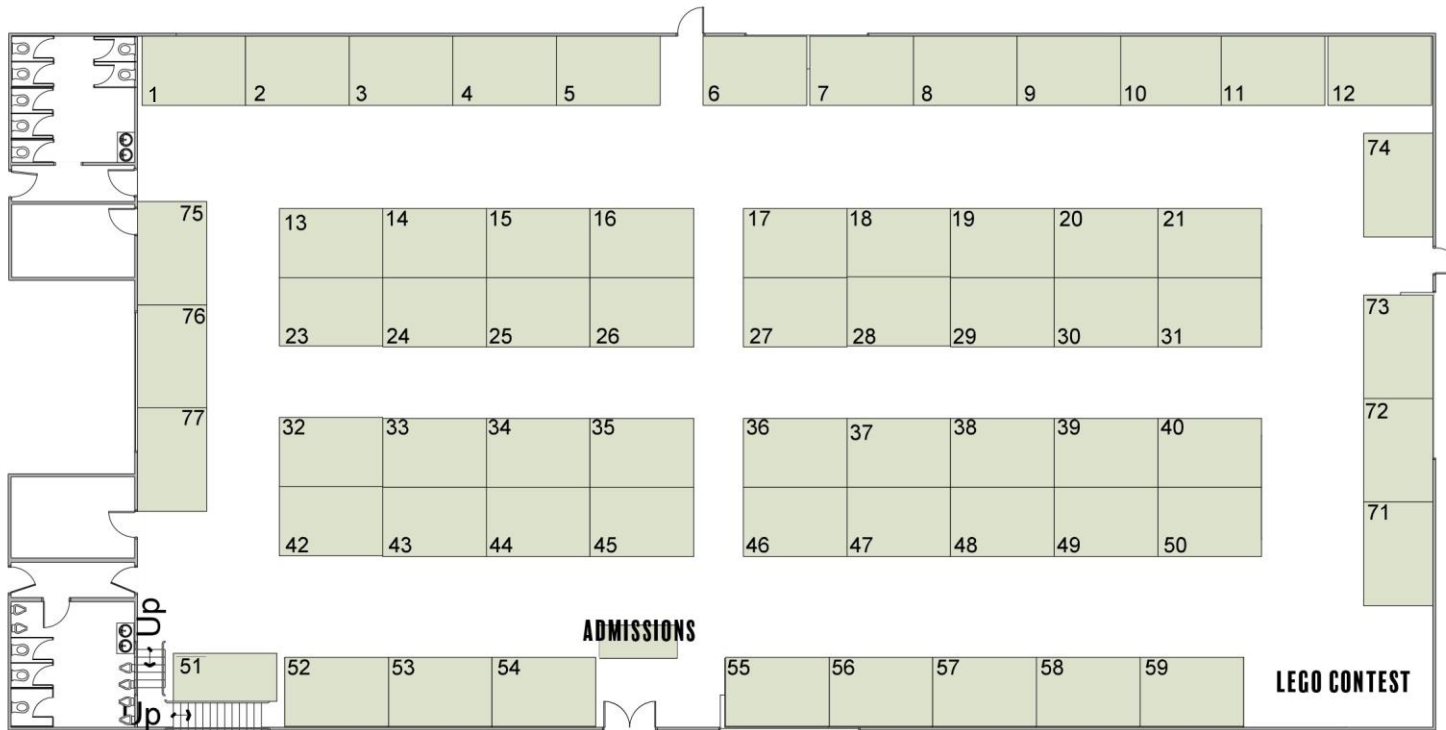 1 2 3 4 5 6 7 8 9 10 11 12
74
75 13 14 15 16 17 18 19 20 21
76 23 24 25 26 27 28 29 30 31 73
77 32 33 34 35 36 37 38 39 40 72
42 43 44 45 46 47 48 49 50 71
Up
ADMISSIONS
51 52 53 54 55 56 57 58 59
LEGO CONTEST
Up